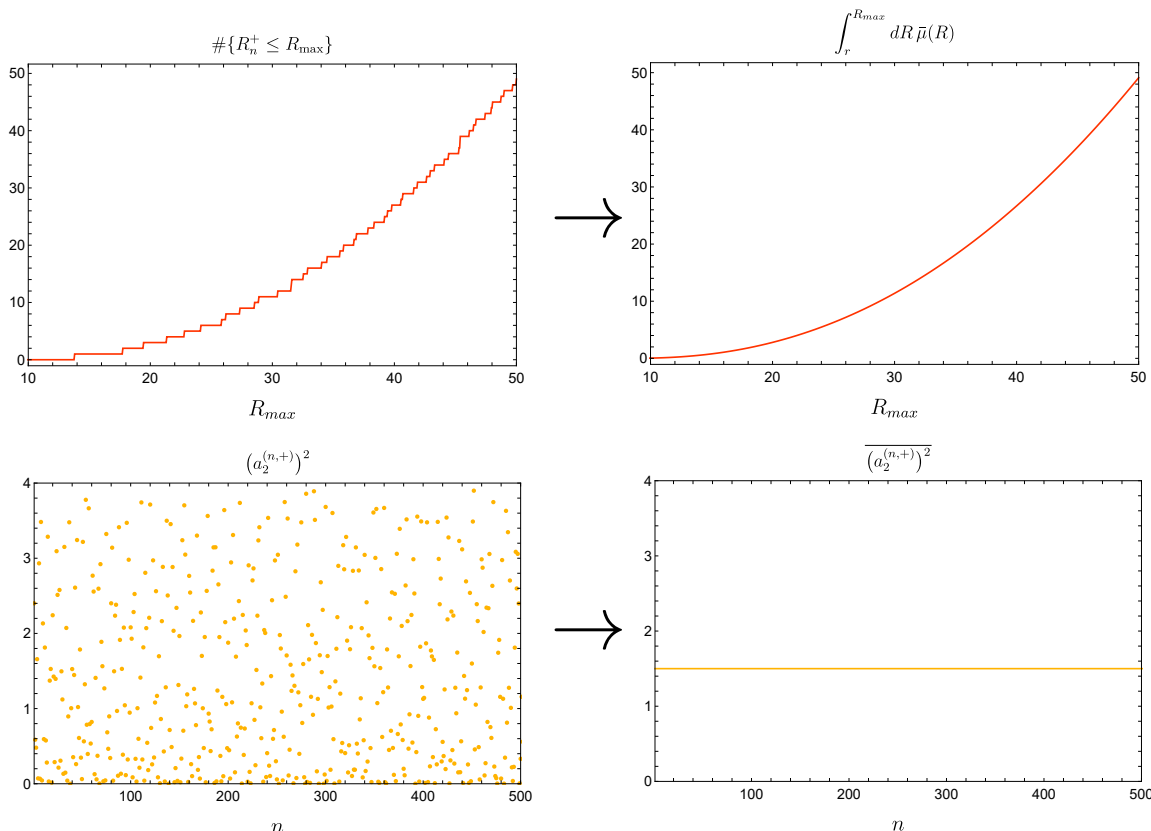 #{R_n^+ ≤ R_max}
50
40
30
20
10
0
10 20 30 40 50
R_max
∫_r^{R_max} dR μ̄(R)
50
40
30
20
10
0
10 20 30 40 50
R_max
(a_2^{(n,+)})^2
4
3
2
1
0
100 200 300 400 500
n
\overline{(a_2^{(n,+)})^2}
4
3
2
1
0
100 200 300 400 500
n